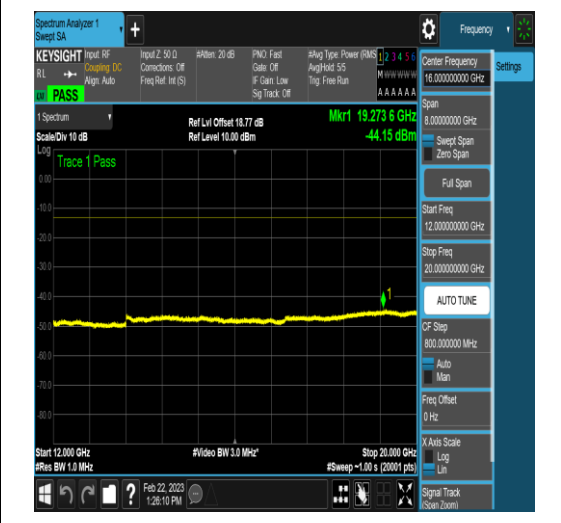 Spectrum Analyzer 1
Swept SA
+
Frequency
KEYSIGHT
RL
PASS
Input: RF
Coupling: DC
Align: Auto
Input Z: 50 Ω
Corrections: Off
Freq Ref: Int (S)
#Atten: 20 dB
PNO: Fast
Gate: Off
IF Gain: Low
Sig Track: Off
#Avg Type: Power (RMS
Avg|Hold: 5/5
Trig: Free Run
1 2 3 4 5 6
M W W W W W
A A A A A A
1 Spectrum
Scale/Div 10 dB
Ref Lvl Offset 18.77 dB
Ref Level 10.00 dBm
Mkr1 19.273 6 GHz
-44.15 dBm
Log
Trace 1 Pass
0.00
-10.0
-20.0
-30.0
-40.0
-50.0
-60.0
-70.0
-80.0
1
Start 12.000 GHz
#Res BW 1.0 MHz
#Video BW 3.0 MHz*
Stop 20.000 GHz
#Sweep ~1.00 s (20001 pts)
Feb 22, 2023
1:26:10 PM
?
Center Frequency
16.000000000 GHz
Settings
Span
8.00000000 GHz
Swept Span
Zero Span
Full Span
Start Freq
12.000000000 GHz
Stop Freq
20.000000000 GHz
AUTO TUNE
CF Step
800.000000 MHz
Auto
Man
Freq Offset
0 Hz
X Axis Scale
Log
Lin
Signal Track
(Span Zoom)